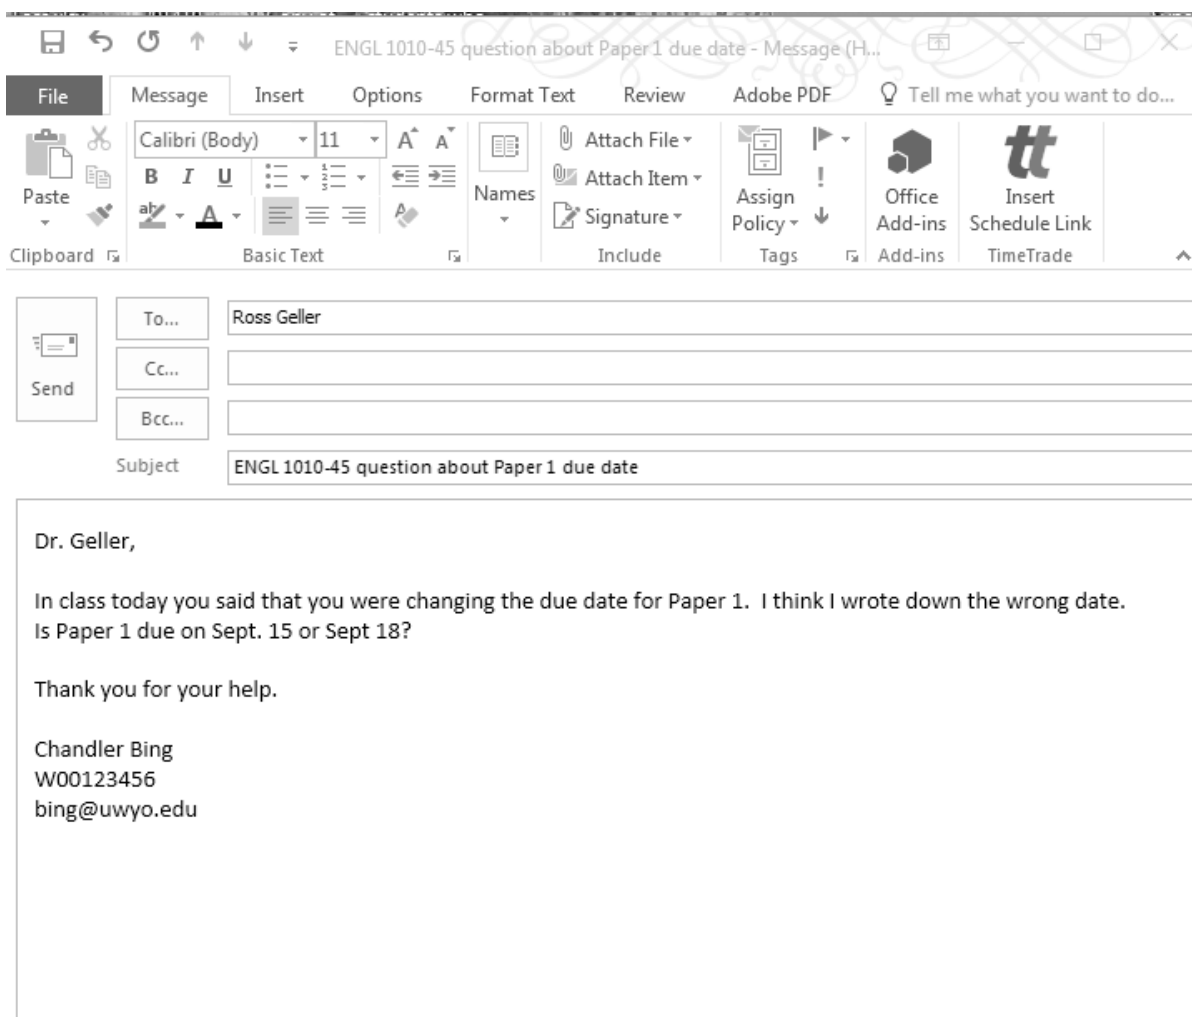 ENGL 1010-45 question about Paper 1 due date - Message (H...
File Message Insert Options Format Text Review Adobe PDF Tell me what you want to do...
Calibri (Body) 11 A A Attach File
B I U Attach Item
Paste Names Assign Office Insert
aby A Signature Policy Add-ins Schedule Link
Clipboard Basic Text Include Tags Add-ins TimeTrade
To... Ross Geller
Cc...
Send
Bcc...
Subject ENGL 1010-45 question about Paper 1 due date
Dr. Geller,
In class today you said that you were changing the due date for Paper 1.  I think I wrote down the wrong date.
Is Paper 1 due on Sept. 15 or Sept 18?
Thank you for your help.
Chandler Bing
W00123456
bing@uwyo.edu